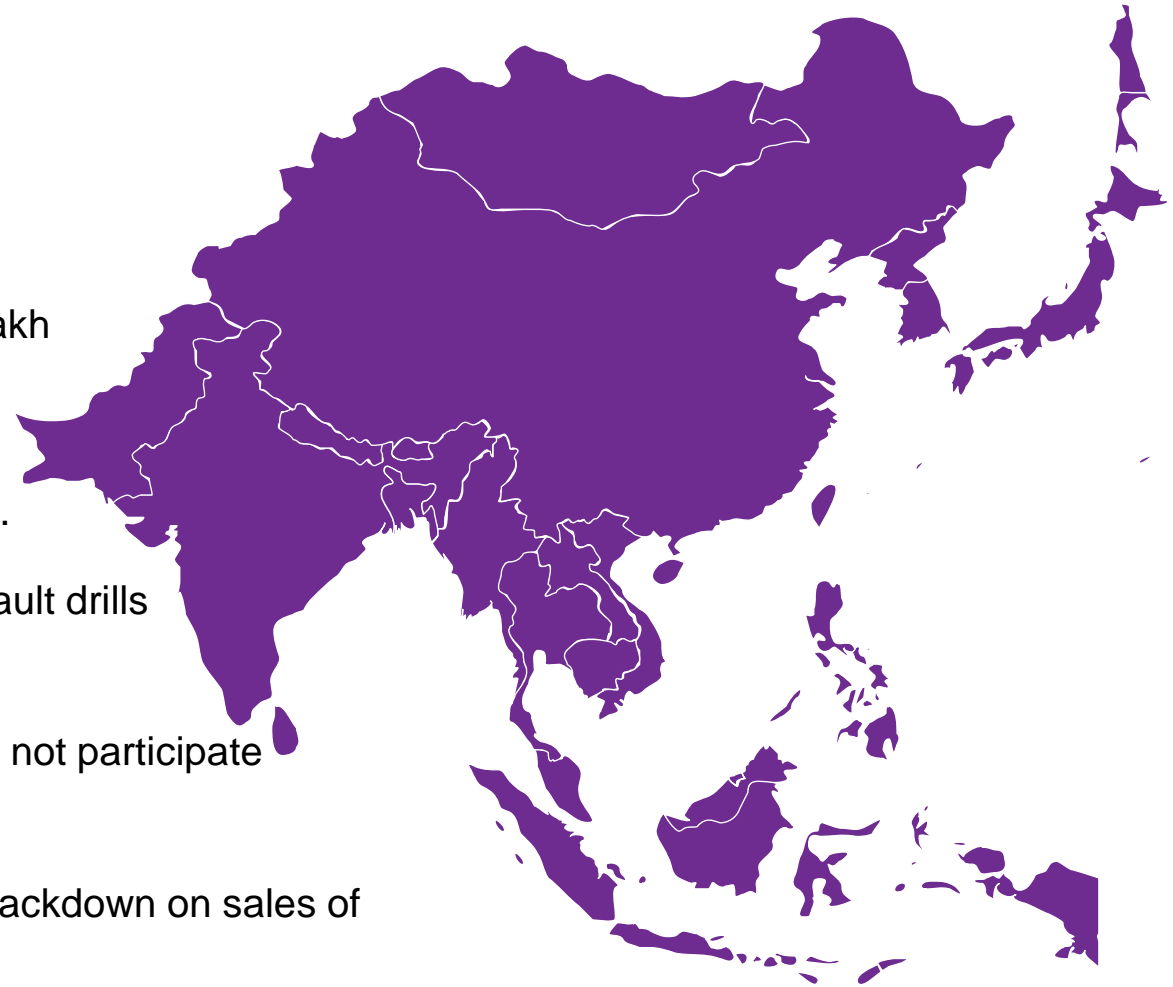 akh
.
ault drills
not participate
ackdown on sales of